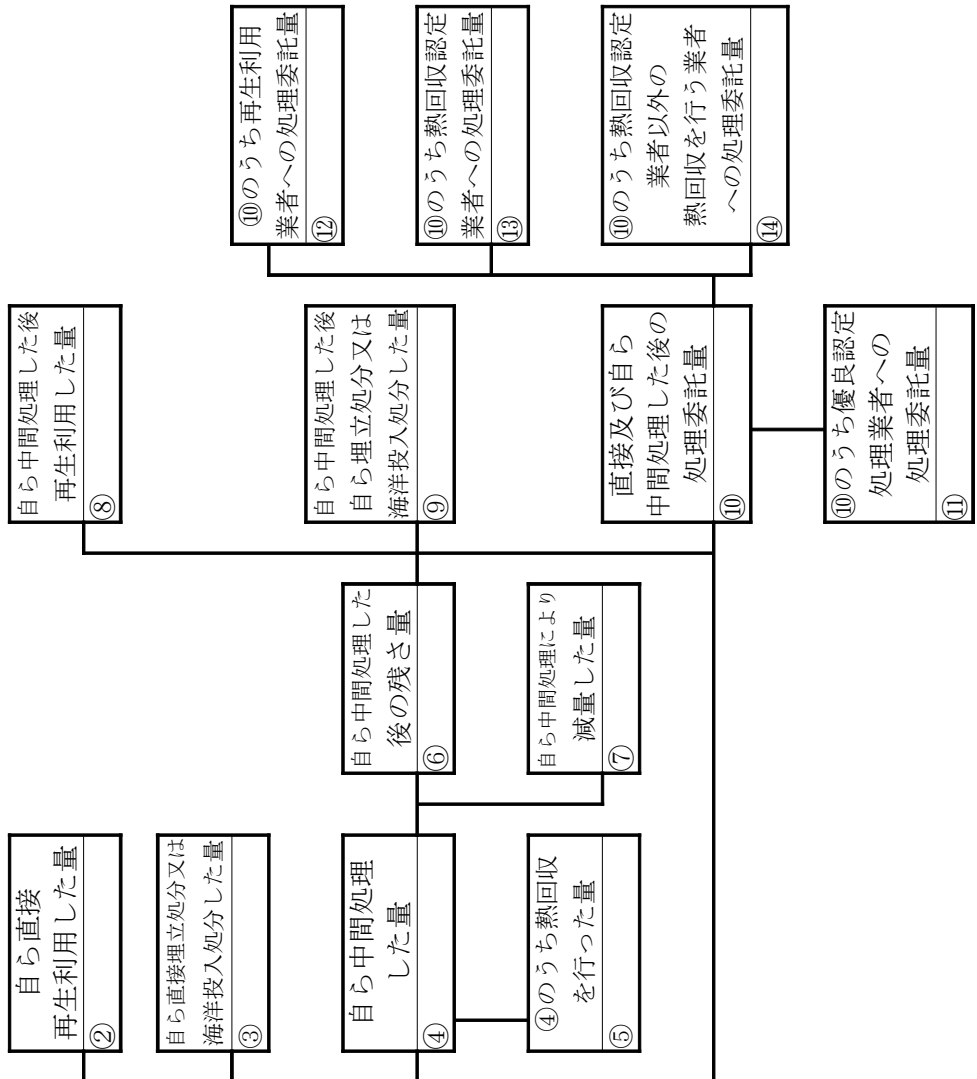 自ら直接
再生利用した量
②
自ら直接埋立処分又は
海洋投入処分した量
③
自ら中間処理
した量
④
④のうち熱回収
を行った量
⑤
自ら中間処理した
後の残さ量
⑥
自ら中間処理により
減量した量
⑦
自ら中間処理した後
再生利用した量
⑧
自ら中間処理した後
自ら埋立処分又は
海洋投入処分した量
⑨
直接及び自ら
中間処理した後の
処理委託量
⑩
⑩のうち優良認定
処理業者への
処理委託量
⑪
⑩のうち再生利用
業者への処理委託量
⑫
⑩のうち熱回収認定
業者への処理委託量
⑬
⑩のうち熱回収認定
業者以外の
熱回収を行う業者
への処理委託量
⑭